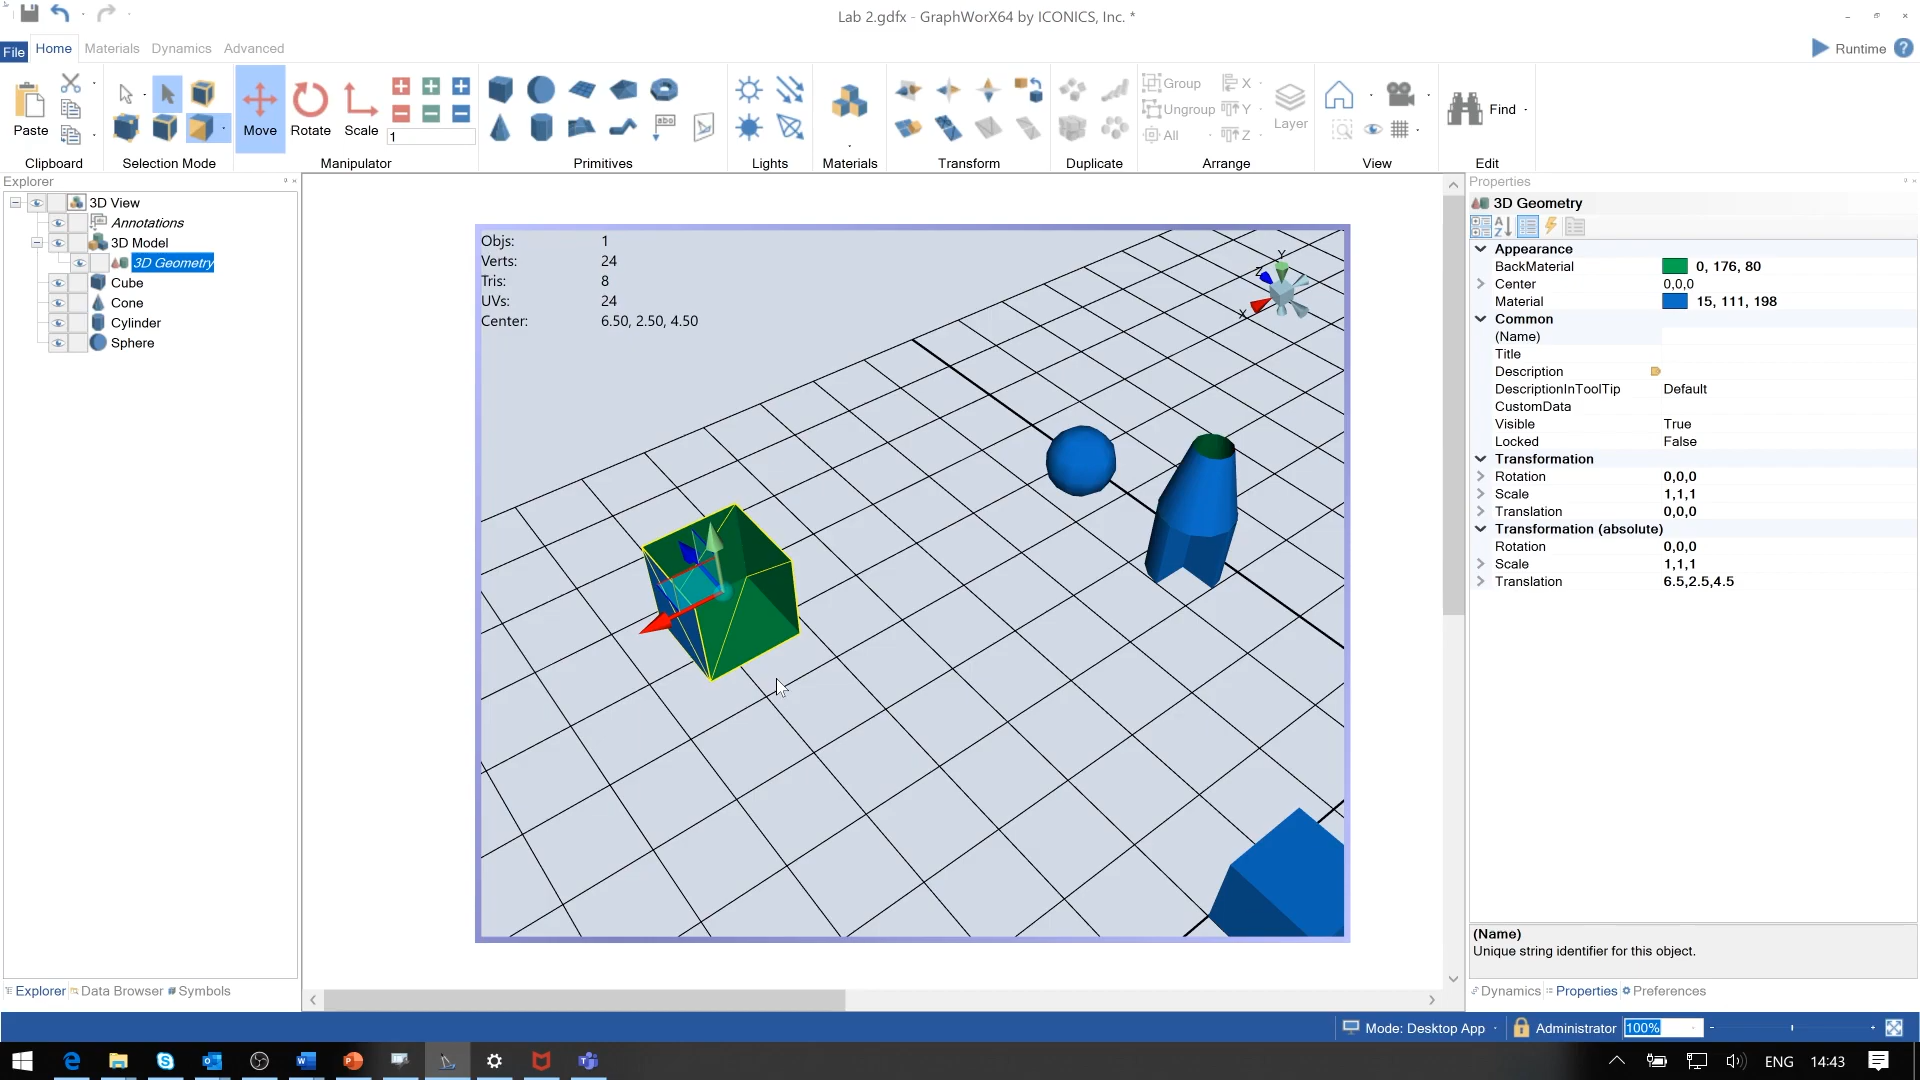 Lab 2.gdfx - GraphWorX64 by ICONICS, Inc. *
File Home Materials Dynamics Advanced
Runtime
Paste
Move Rotate Scale
1
Group X
Ungroup Y
All Z
Layer
Find
Clipboard Selection Mode Manipulator Primitives Lights Materials Transform Duplicate Arrange View Edit
Explorer
3D View
Annotations
3D Model
3D Geometry
Cube
Cone
Cylinder
Sphere
Objs: 1
Verts: 24
Tris: 8
UVs: 24
Center: 6.50, 2.50, 4.50
Y
Z
X
Properties
3D Geometry
Appearance
BackMaterial 0, 176, 80
Center 0,0,0
Material 15, 111, 198
Common
(Name)
Title
Description
DescriptionInToolTip Default
CustomData
Visible True
Locked False
Transformation
Rotation 0,0,0
Scale 1,1,1
Translation 0,0,0
Transformation (absolute)
Rotation 0,0,0
Scale 1,1,1
Translation 6.5,2.5,4.5
(Name)
Unique string identifier for this object.
Explorer Data Browser Symbols
Dynamics Properties Preferences
Mode: Desktop App Administrator 100%
ENG 14:43